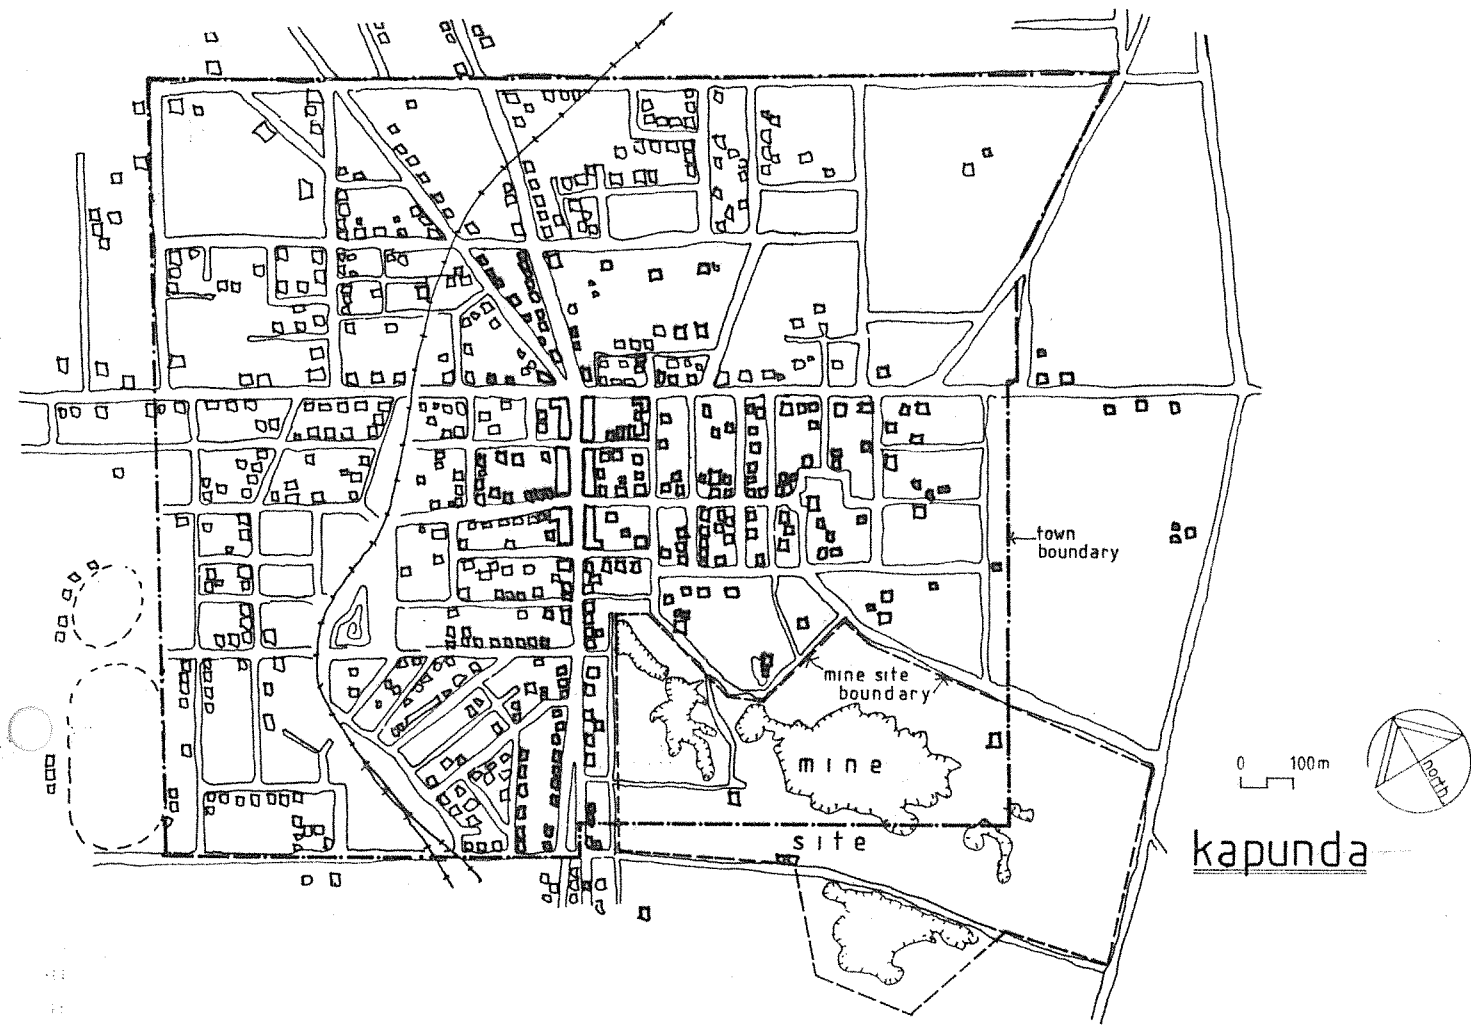 town
boundary
mine site
boundary
mine
site
0 100m
north
kapunda